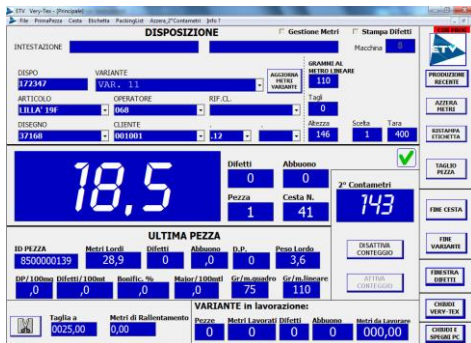 ETV Very-Tex - [Principale]
File PrimaPezza Cesta Etichetta PackingList Azzera_2°Contametri Info !
DISPOSIZIONE
Gestione Metri
Stampa Difetti
INTESTAZIONE
Macchina 8
ETV
DISPO
VARIANTE
AGGIORNA METRI VARIANTE
GRAMMI AL METRO LINEARE
172347
VAR. 11
110
PRODUZIONE RECENTE
ARTICOLO
OPERATORE
RIF.CL.
Tagli
LILLA' 19F
068
0
AZZERA METRI
DISEGNO
CLIENTE
Altezza
Scelta
Tara
37168
001001
.12
.
146
1
400
RISTAMPA ETICHETTA
18,5
Difetti
Abbuono
0
0
TAGLIO PEZZA
Pezza
Cesta N.
1
41
2° Contametri
143
FINE CESTA
ULTIMA PEZZA
ID PEZZA
Metri Lordi
Difetti
Abbuono
D.P.
Peso Lordo
8500000139
28,9
0
,0
,0
3,6
DISATTIVA CONTEGGIO
FINE VARIANTE
DP/100mq
Difetti/100mt
Bonific. %
Major/100mtl
Gr/m.quadro
Gr/m.lineare
,0
,0
,0
,0
75
110
ATTIVA CONTEGGIO
FINESTRA DIFETTI
VARIANTE in lavorazione:
Taglia a
Metri di Rallentamento
Pezze
Metri Lavorati
Difetti
Abbuono
Metri da Lavorare
0025,00
0,00
0
0
0
0
000,00
CHIUDI VERY-TEX
CHIUDI E SPEGNI PC